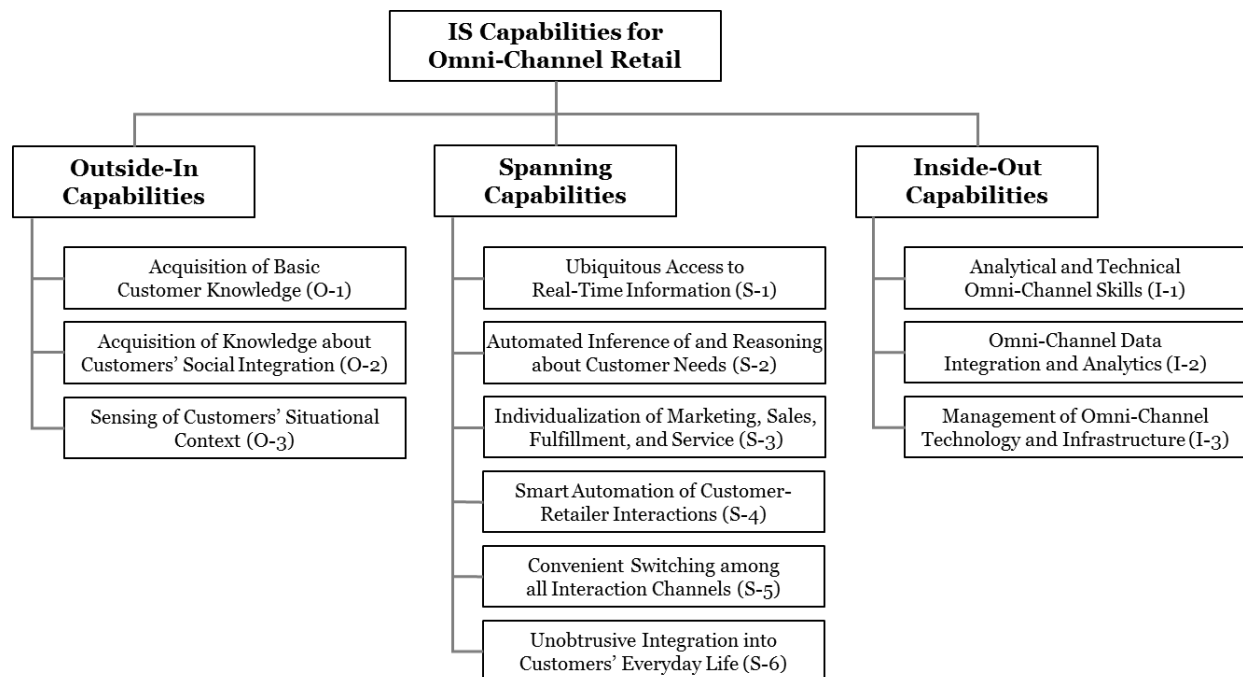 IS Capabilities for
Omni-Channel Retail
Outside-In
Capabilities
Acquisition of Basic
Customer Knowledge (O-1)
Acquisition of Knowledge about
Customers’ Social Integration (O-2)
Sensing of Customers’ Situational
Context (O-3)
Spanning
Capabilities
Ubiquitous Access to
Real-Time Information (S-1)
Automated Inference of and Reasoning
about Customer Needs (S-2)
Individualization of Marketing, Sales,
Fulfillment, and Service (S-3)
Smart Automation of Customer-
Retailer Interactions (S-4)
Convenient Switching among
all Interaction Channels (S-5)
Unobtrusive Integration into
Customers’ Everyday Life (S-6)
Inside-Out
Capabilities
Analytical and Technical
Omni-Channel Skills (I-1)
Omni-Channel Data
Integration and Analytics (I-2)
Management of Omni-Channel
Technology and Infrastructure (I-3)